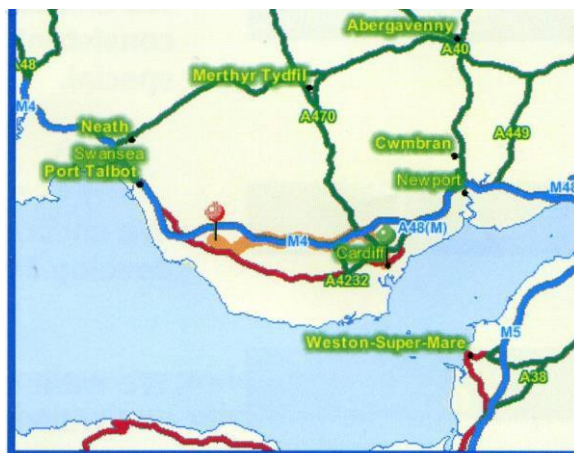 Abergavenny
A40
A48
Merthyr Tydfil
M4
A470
A449
Neath
Cwmbran
Swansea
Port Talbot
Newport
M48
A48(M)
M4
Cardiff
A4232
M5
Weston-Super-Mare
A38